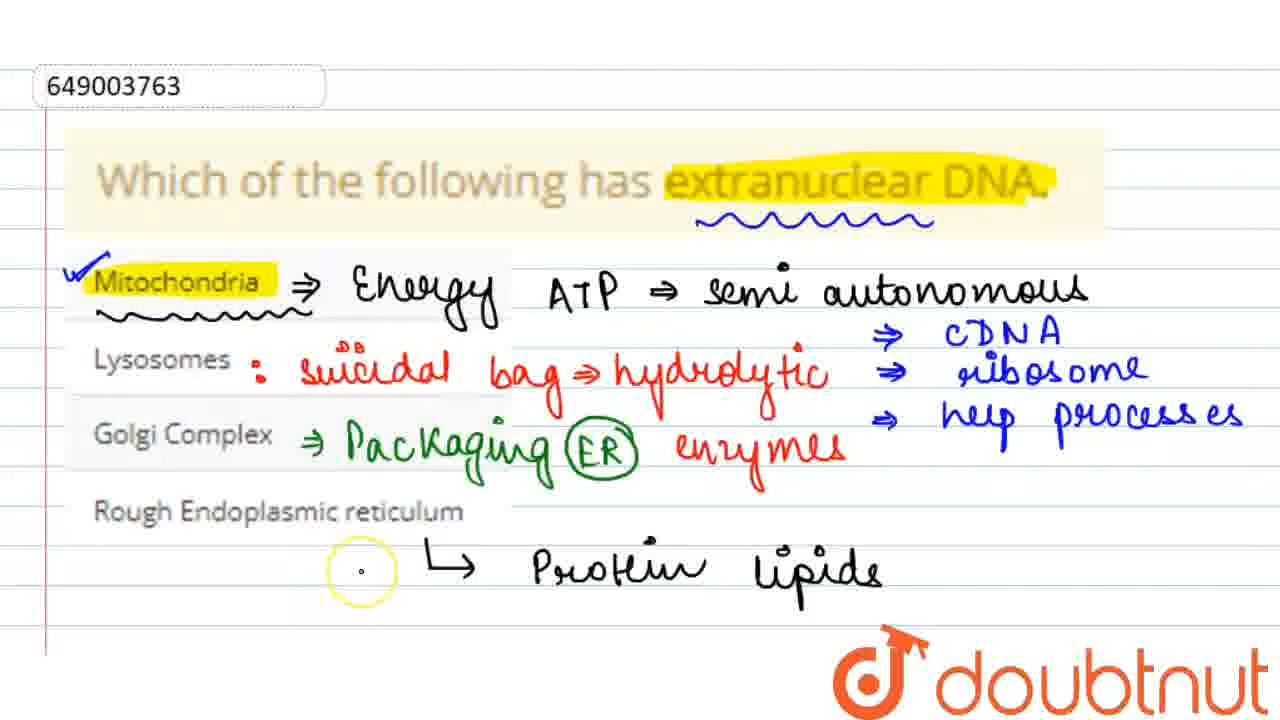 649003763
Which of the following has extranuclear DNA.
Mitochondria ⇒ Energy ATP ⇒ semi autonomous
⇒ CDNA
Lysosomes : suicidal bag ⇒ hydrolytic ⇒ ribosome
⇒ help processes
Golgi Complex ⇒ Packaging ER enzymes
Rough Endoplasmic reticulum
↳ Protein lipids
doubtnut